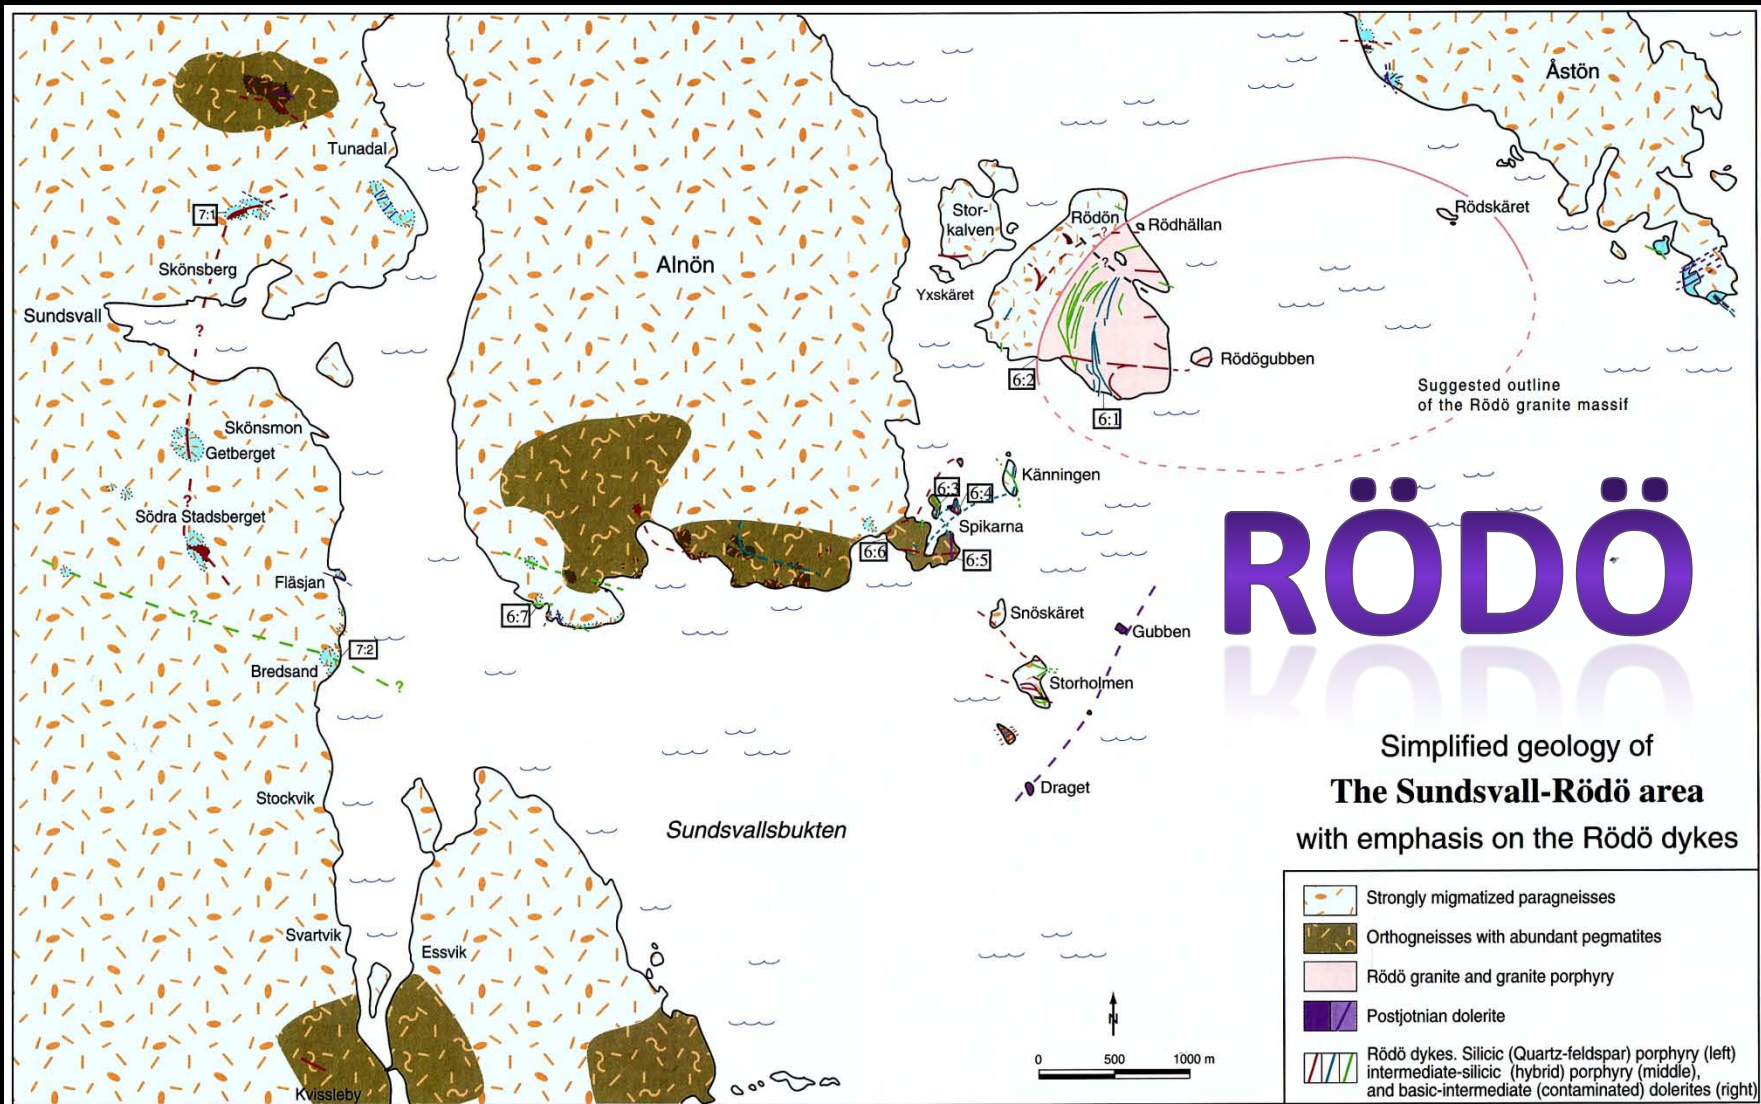 Tunadal
7:1
Skönsberg
Sundsvall
?
Skönsmon
Getberget
?
Södra Stadsberget
Fläsjan
?
7:2
Bredsand
?
Stockvik
Svartvik
Essvik
Kvissleby
Alnön
6:7
6:6
6:3
6:4
6:5
Spikarna
Känningen
Stor-
kalven
Yxskäret
Rödön
?
Rödhällan
?
6:2
6:1
Rödögubben
Rödskäret
Åstön
Suggested outline
of the Rödö granite massif
Snöskäret
Gubben
Storholmen
Draget
Sundsvallsbukten
RÖDÖ
Simplified geology of
The Sundsvall-Rödö area
with emphasis on the Rödö dykes
Strongly migmatized paragneisses
Orthogneisses with abundant pegmatites
Rödö granite and granite porphyry
Postjotnian dolerite
Rödö dykes. Silicic (Quartz-feldspar) porphyry (left)
intermediate-silicic (hybrid) porphyry (middle),
and basic-intermediate (contaminated) dolerites (right)
N
0 500 1000 m